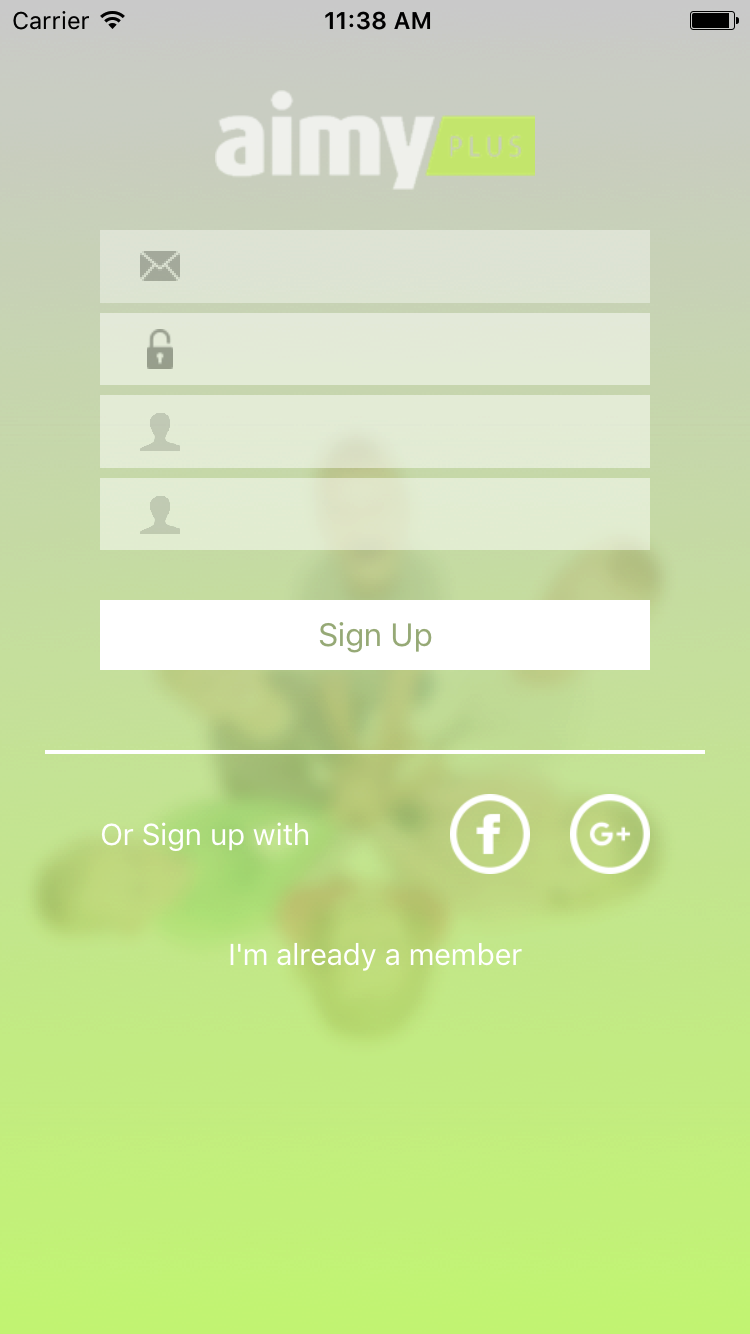 Carrier 11:38 AM
aimy PLUS
Sign Up
Or Sign up with f G+
I'm already a member